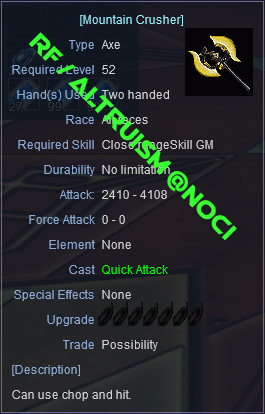 [Mountain Crusher]
Type Axe
Required Level 52
Hand(s) Used Two handed
Race All races
Required Skill Close rangeSkill GM
Durability No limitation
Attack: 2410 - 4108
Force Attack 0 - 0
Element None
Cast Quick Attack
Special Effects None
Upgrade
Trade Possibility
[Description]
Can use chop and hit.
RF - ALTRUISM @NOCI